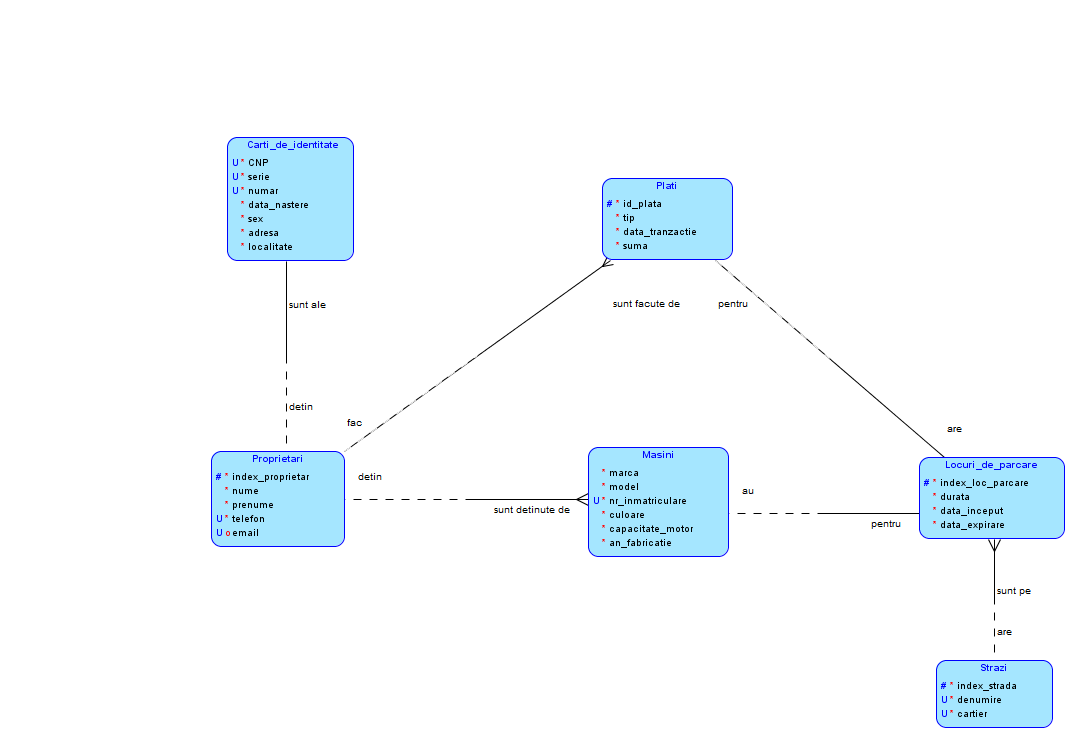 Carti_de_identitate
U * CNP
U * serie
U * numar
* data_nastere
* sex
* adresa
* localitate
Plati
# * id_plata
* tip
* data_tranzactie
* suma
sunt ale
sunt facute de
pentru
detin
fac
are
Proprietari
# * index_proprietar
* nume
* prenume
U * telefon
U o email
detin
sunt detinute de
Masini
* marca
* model
U * nr_inmatriculare
* culoare
* capacitate_motor
* an_fabricatie
au
pentru
Locuri_de_parcare
# * index_loc_parcare
* durata
* data_inceput
* data_expirare
sunt pe
are
Strazi
# * index_strada
U * denumire
U * cartier